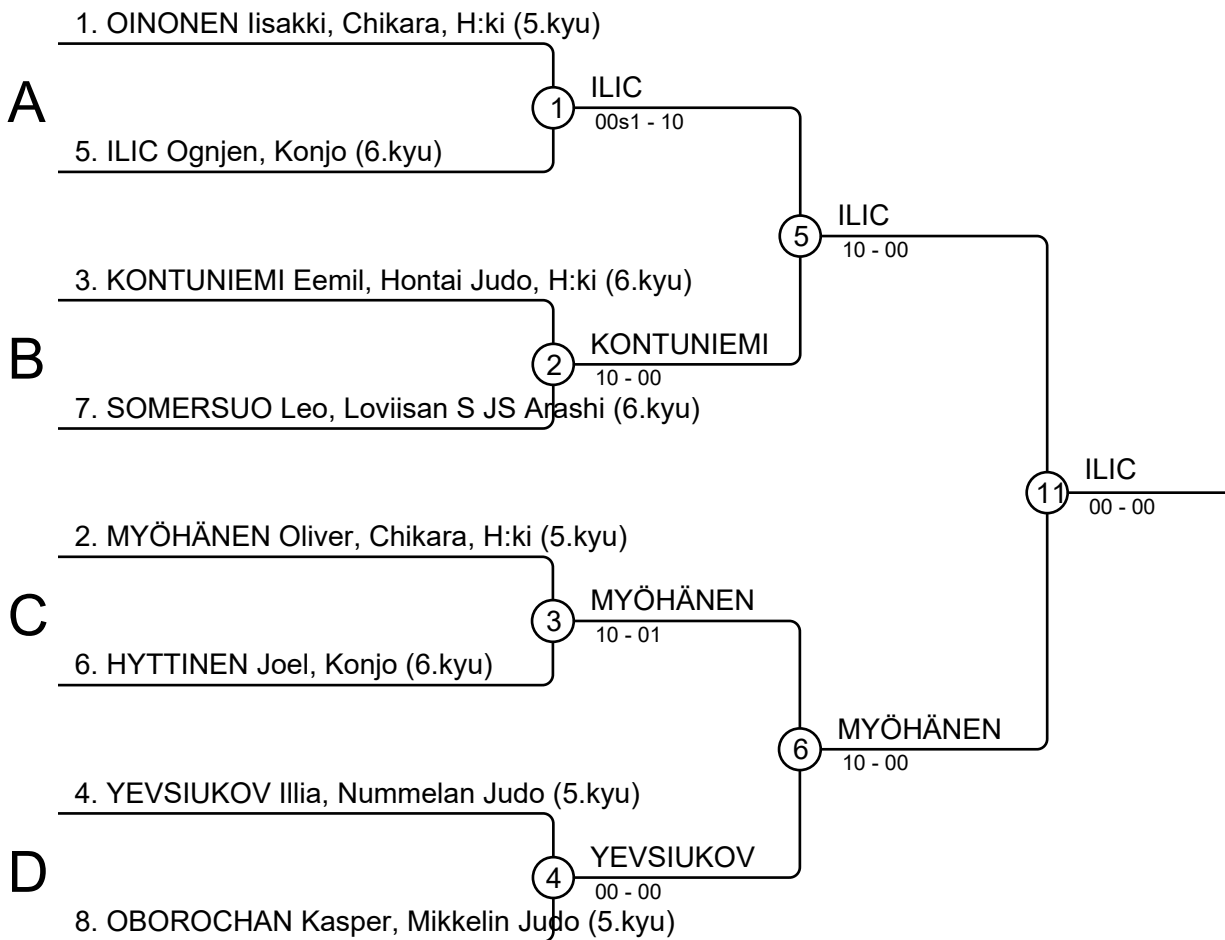 1. OINONEN Iisakki, Chikara, H:ki (5.kyu)
A
1
ILIC
00s1 - 10
5. ILIC Ognjen, Konjo (6.kyu)
5
ILIC
10 - 00
3. KONTUNIEMI Eemil, Hontai Judo, H:ki (6.kyu)
B
2
KONTUNIEMI
10 - 00
7. SOMERSUO Leo, Loviisan S JS Arashi (6.kyu)
11
ILIC
00 - 00
2. MYÖHÄNEN Oliver, Chikara, H:ki (5.kyu)
C
3
MYÖHÄNEN
10 - 01
6. HYTTINEN Joel, Konjo (6.kyu)
6
MYÖHÄNEN
10 - 00
4. YEVSIUKOV Illia, Nummelan Judo (5.kyu)
D
4
YEVSIUKOV
00 - 00
8. OBOROCHAN Kasper, Mikkelin Judo (5.kyu)